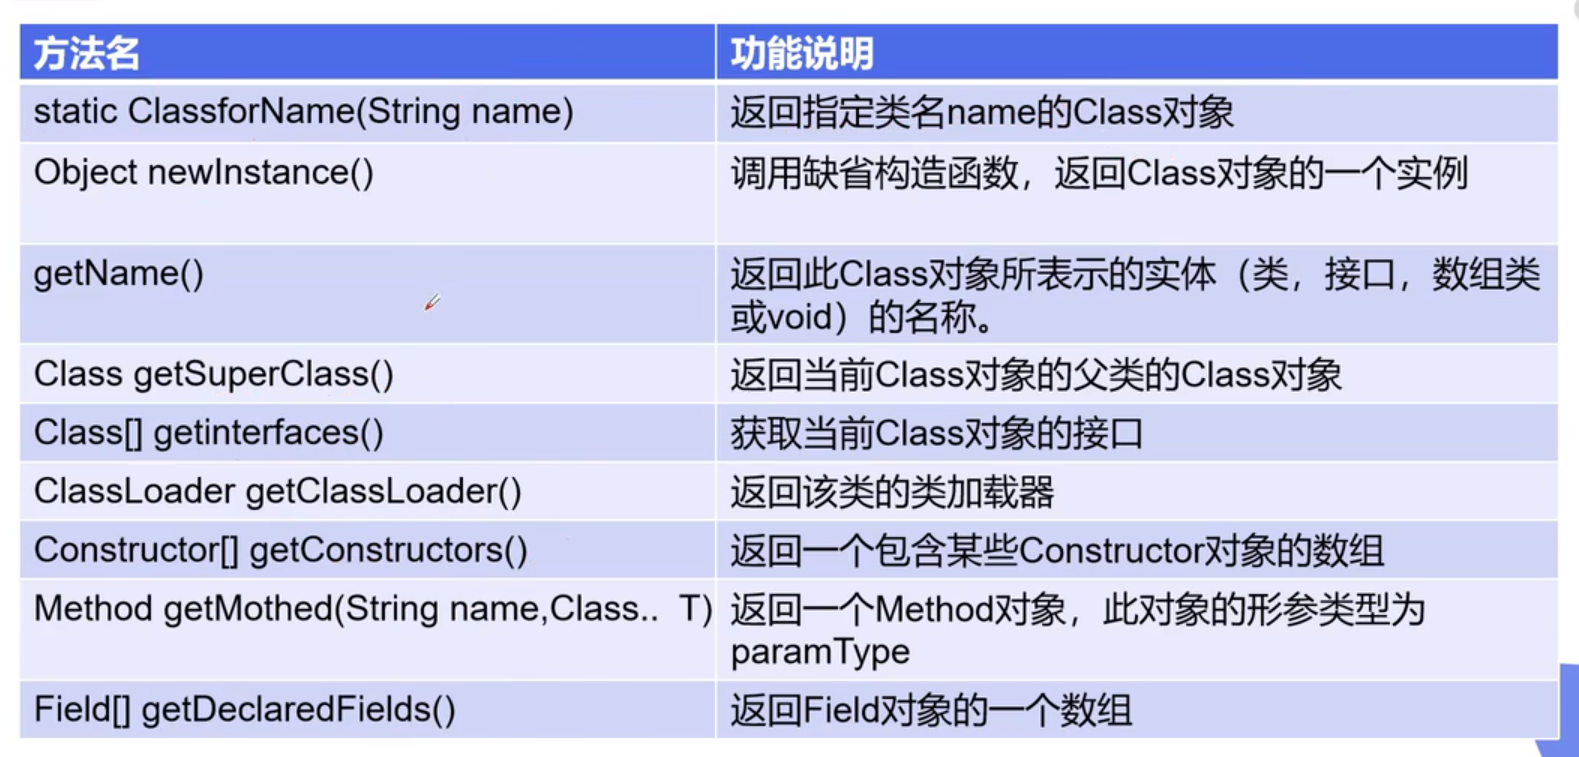 方法名
功能说明
static ClassforName(String name)
返回指定类名name的Class对象
Object newInstance()
调用缺省构造函数，返回Class对象的一个实例
getName()
返回此Class对象所表示的实体（类，接口，数组类
或void）的名称。
Class getSuperClass()
返回当前Class对象的父类的Class对象
Class[] getinterfaces()
获取当前Class对象的接口
ClassLoader getClassLoader()
返回该类的类加载器
Constructor[] getConstructors()
返回一个包含某些Constructor对象的数组
Method getMothed(String name,Class.. T)
返回一个Method对象，此对象的形参类型为
paramType
Field[] getDeclaredFields()
返回Field对象的一个数组